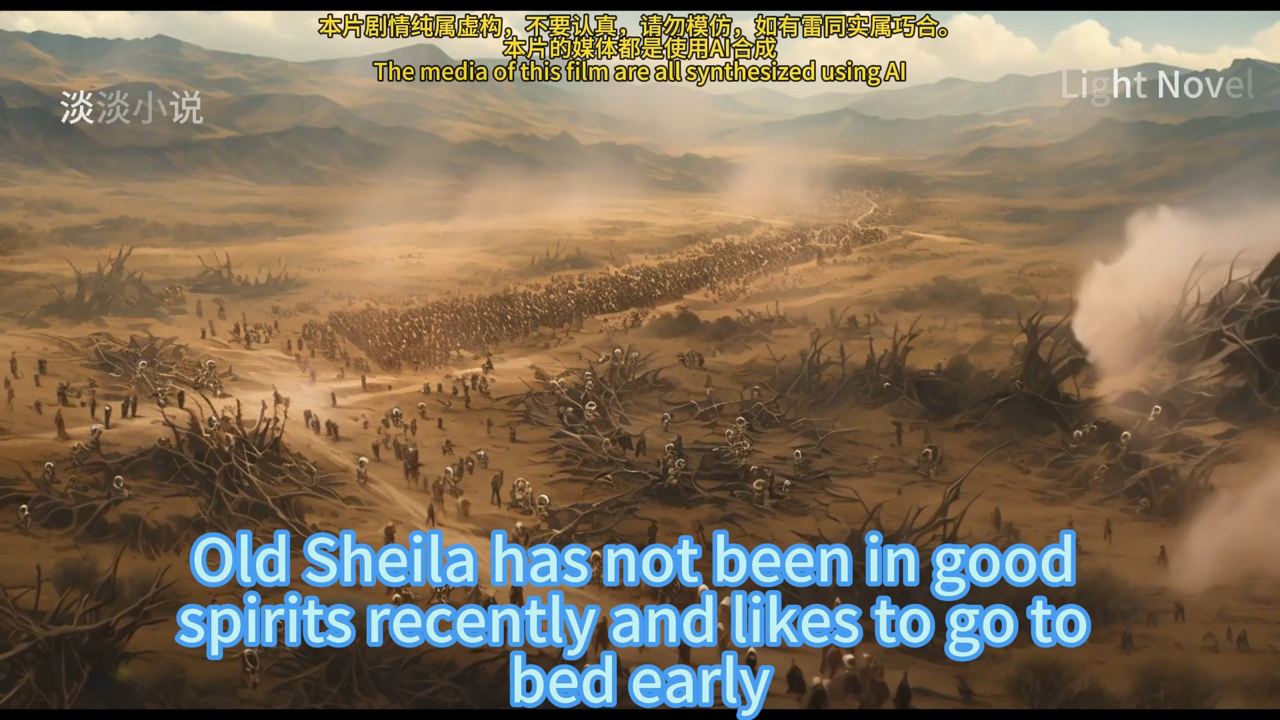 本片剧情纯属虚构，不要认真，请勿模仿，如有雷同实属巧合。
本片的媒体都是使用AI合成
The media of this film are all synthesized using AI
淡淡小说
Light Novel
Old Sheila has not been in good
spirits recently and likes to go to
bed early